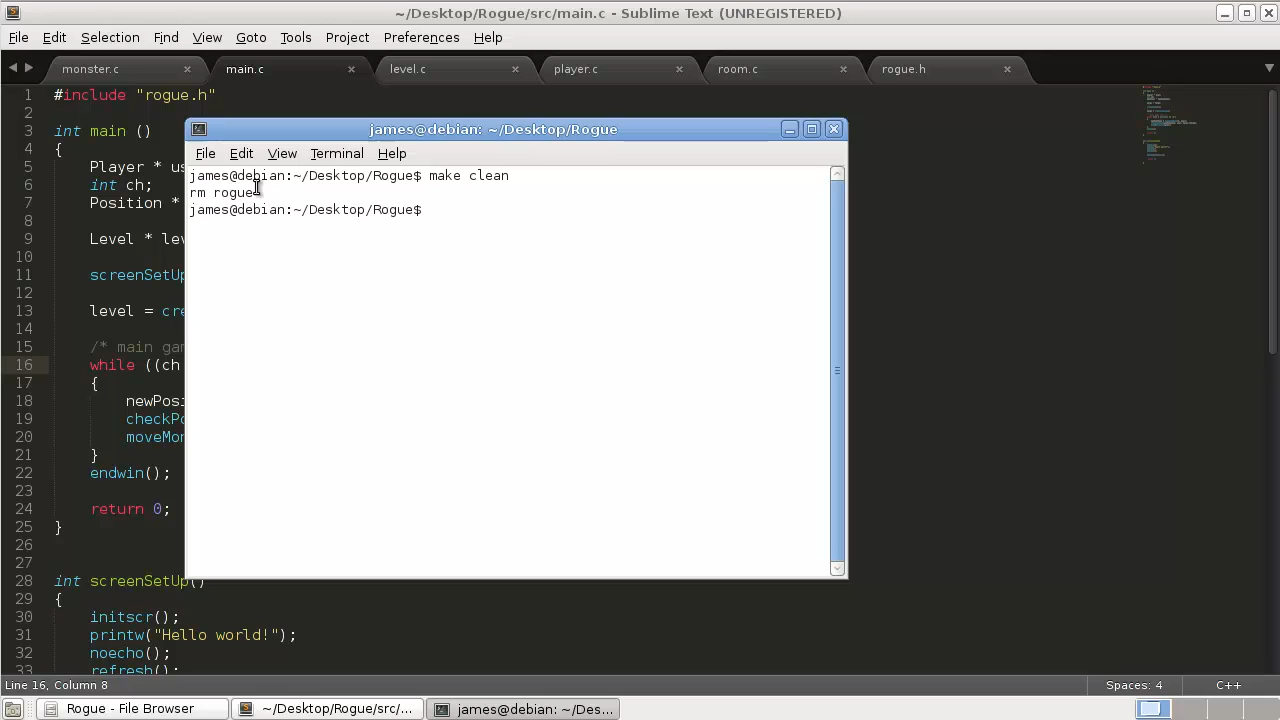 ~/Desktop/Rogue/src/main.c - Sublime Text (UNREGISTERED)
File Edit Selection Find View Goto Tools Project Preferences Help
monster.c main.c level.c player.c room.c rogue.h
1 #include "rogue.h"
2
3 int main ()
4 {
5 Player * us
6 int ch;
7 Position *
8
9 Level * lev
10
11 screenSetUp
12
13 level = cre
14
15 /* main gam
16 while ((ch
17 {
18 newPosi
19 checkPo
20 moveMon
21 }
22 endwin();
23
24 return 0;
25 }
26
27
28 int screenSetUp()
29 {
30 initscr();
31 printw("Hello world!");
32 noecho();
33 refresh();
james@debian: ~/Desktop/Rogue
File Edit View Terminal Help
james@debian:~/Desktop/Rogue$ make clean
rm rogue
james@debian:~/Desktop/Rogue$
Line 16, Column 8 Spaces: 4 C++
Rogue - File Browser ~/Desktop/Rogue/src/... james@debian: ~/Des...